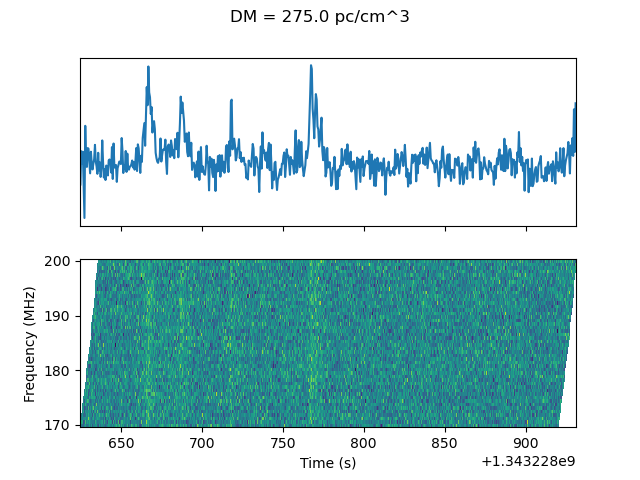 DM = 275.0 pc/cm^3
200
190
180
170
Frequency (MHz)
650 700 750 800 850 900
Time (s)
+1.343228e9